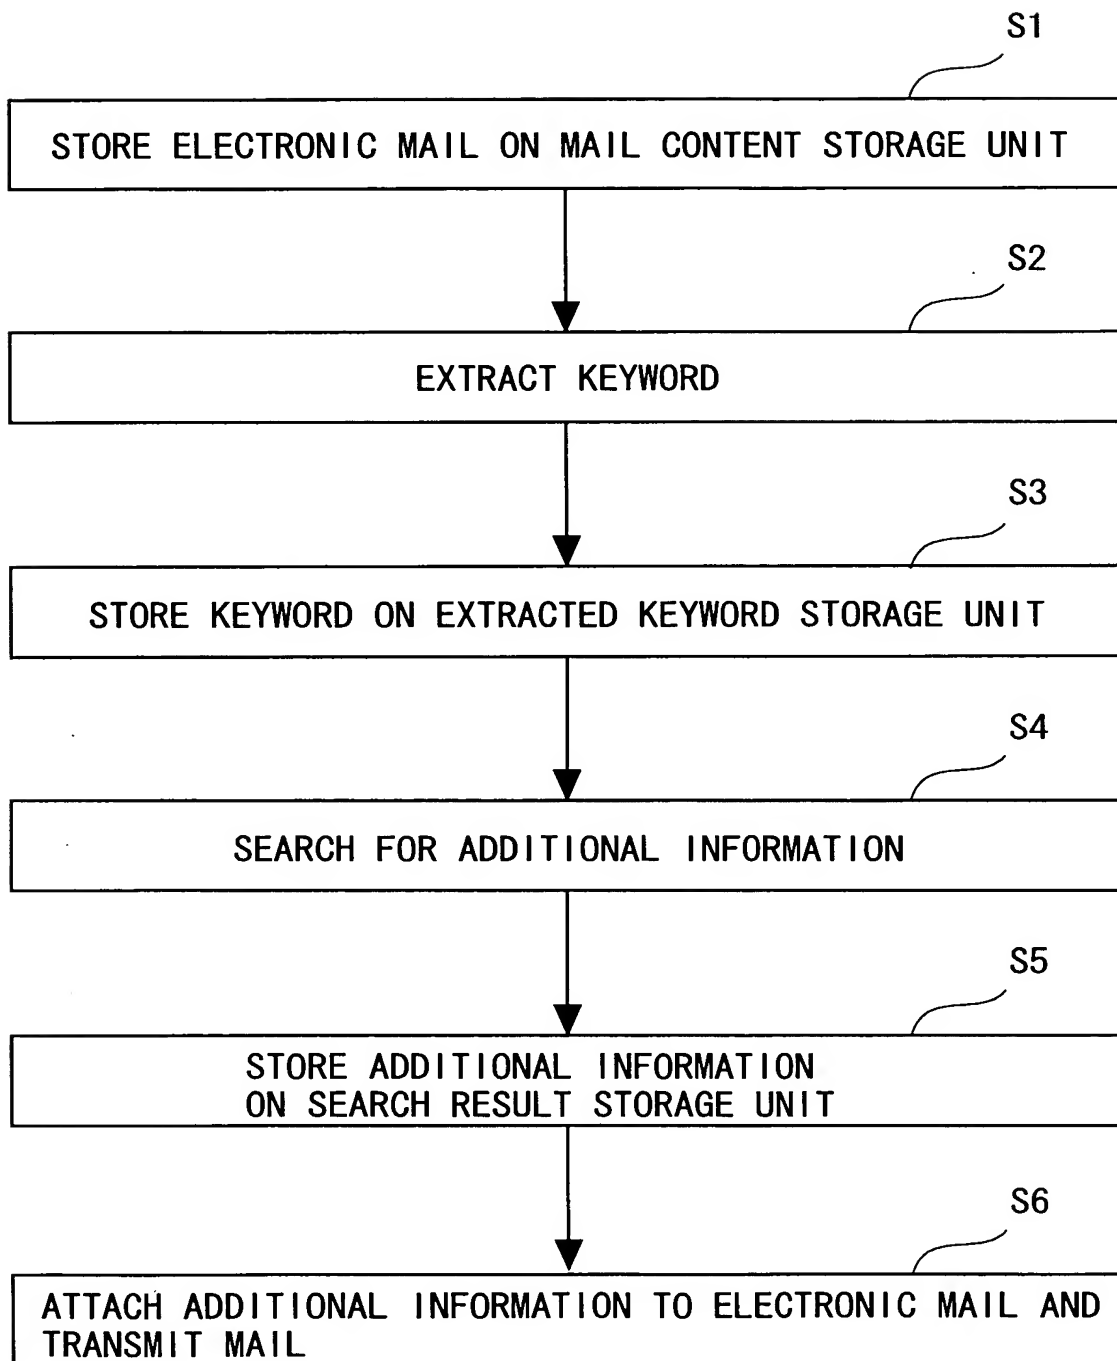 S1
STORE ELECTRONIC MAIL ON MAIL CONTENT STORAGE UNIT
S2
EXTRACT KEYWORD
S3
STORE KEYWORD ON EXTRACTED KEYWORD STORAGE UNIT
S4
SEARCH FOR ADDITIONAL INFORMATION
S5
STORE ADDITIONAL INFORMATION
ON SEARCH RESULT STORAGE UNIT
S6
ATTACH ADDITIONAL INFORMATION TO ELECTRONIC MAIL AND
TRANSMIT MAIL